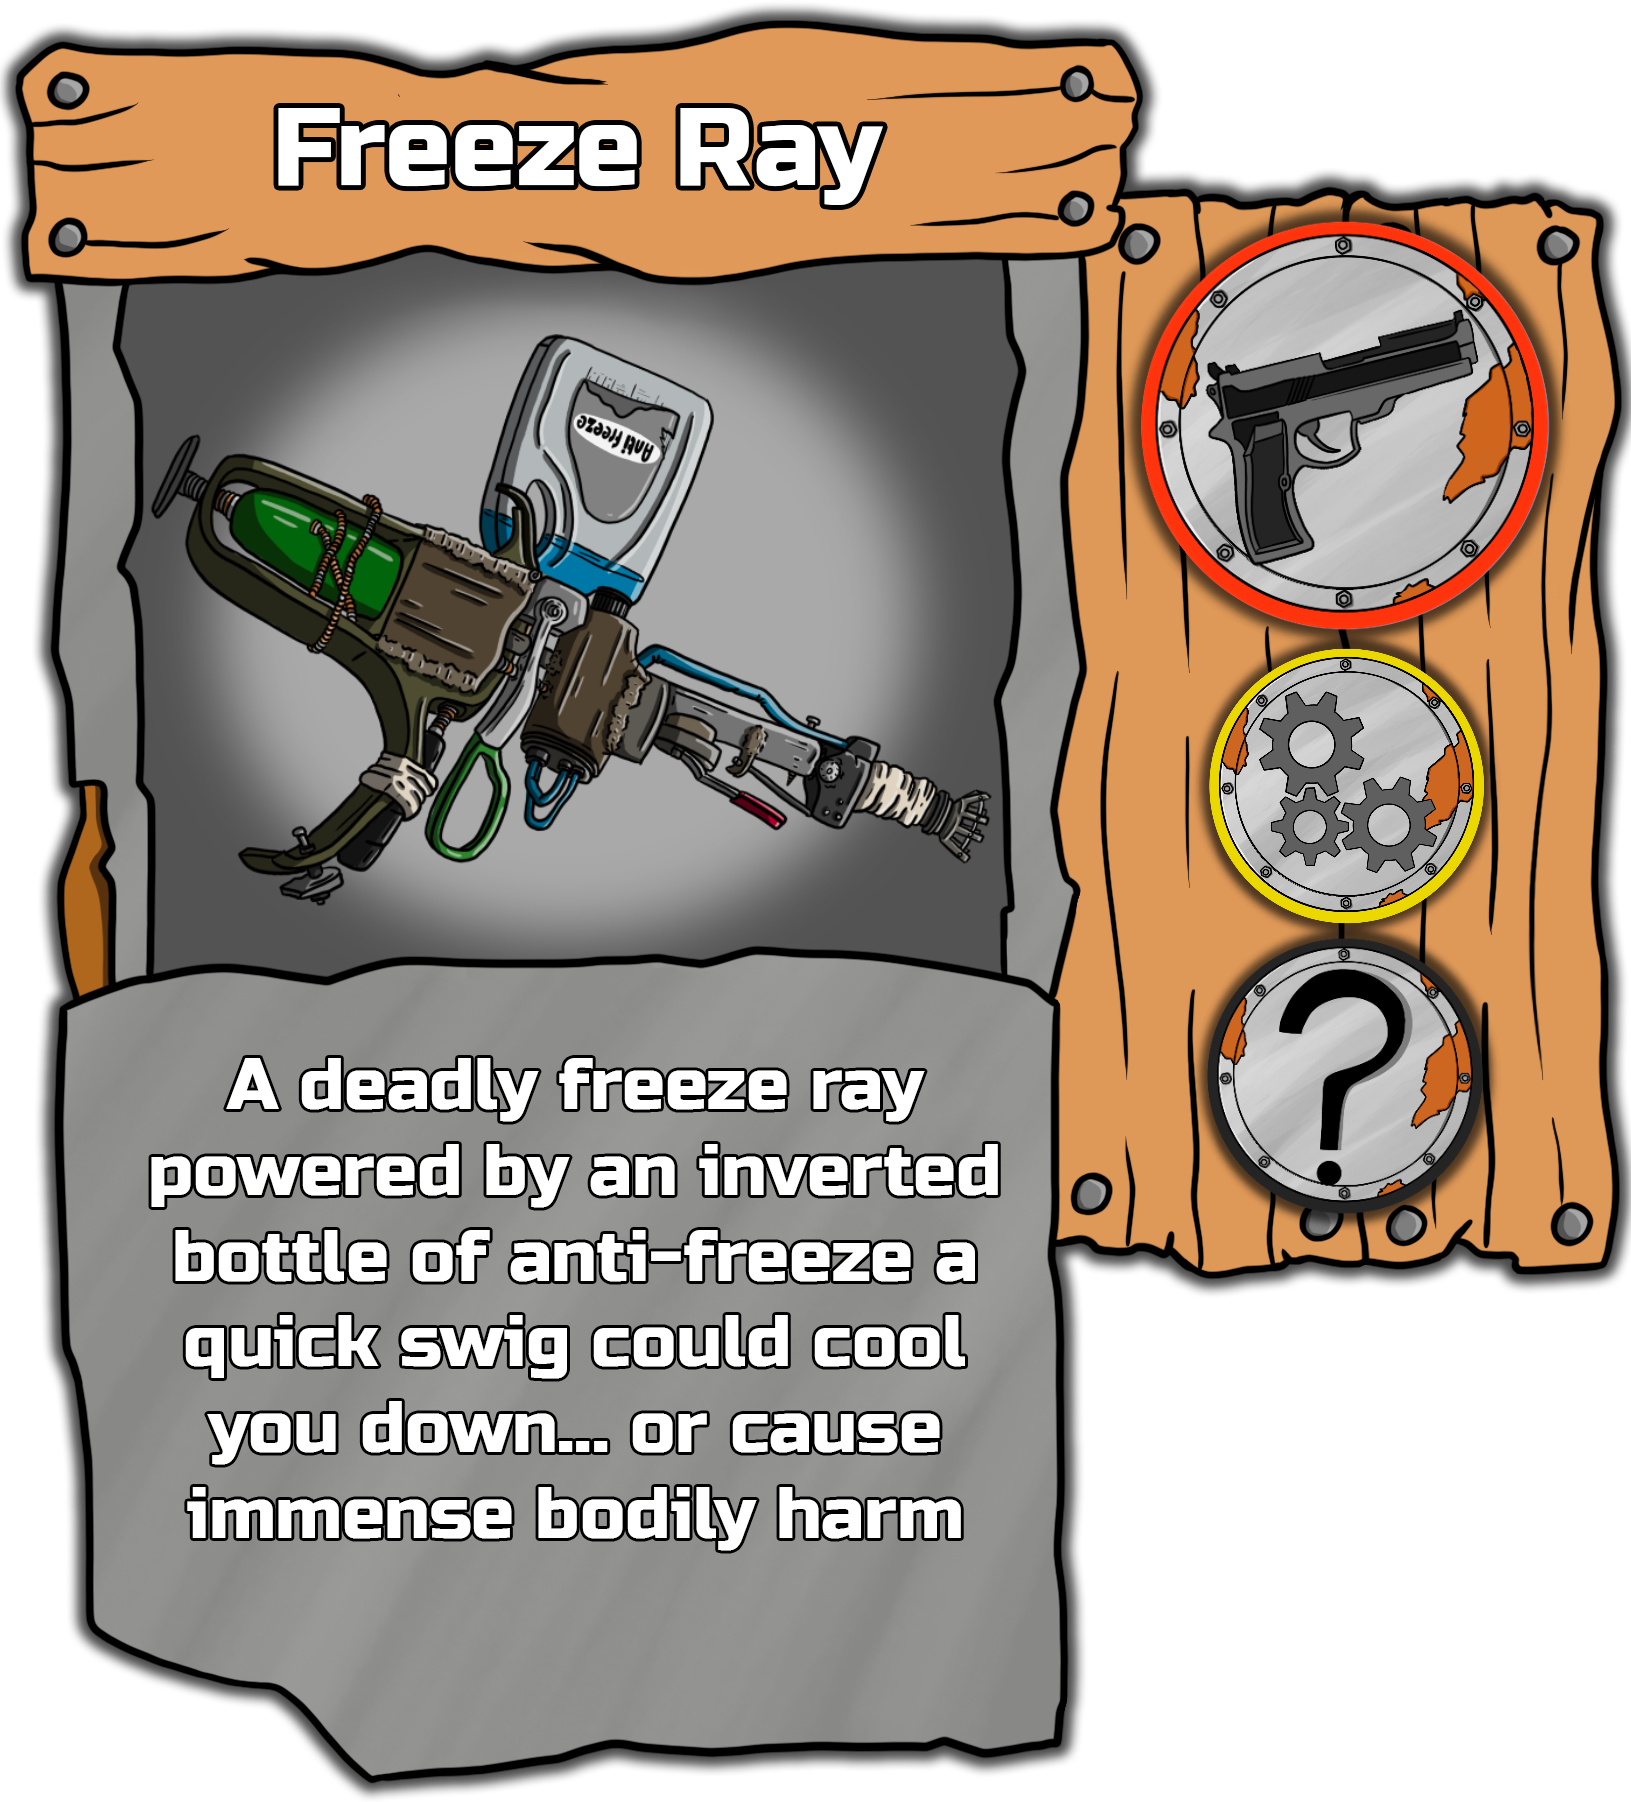 Freeze Ray
Anti freeze
A deadly freeze ray
powered by an inverted
bottle of anti-freeze a
quick swig could cool
you down... or cause
immense bodily harm
?